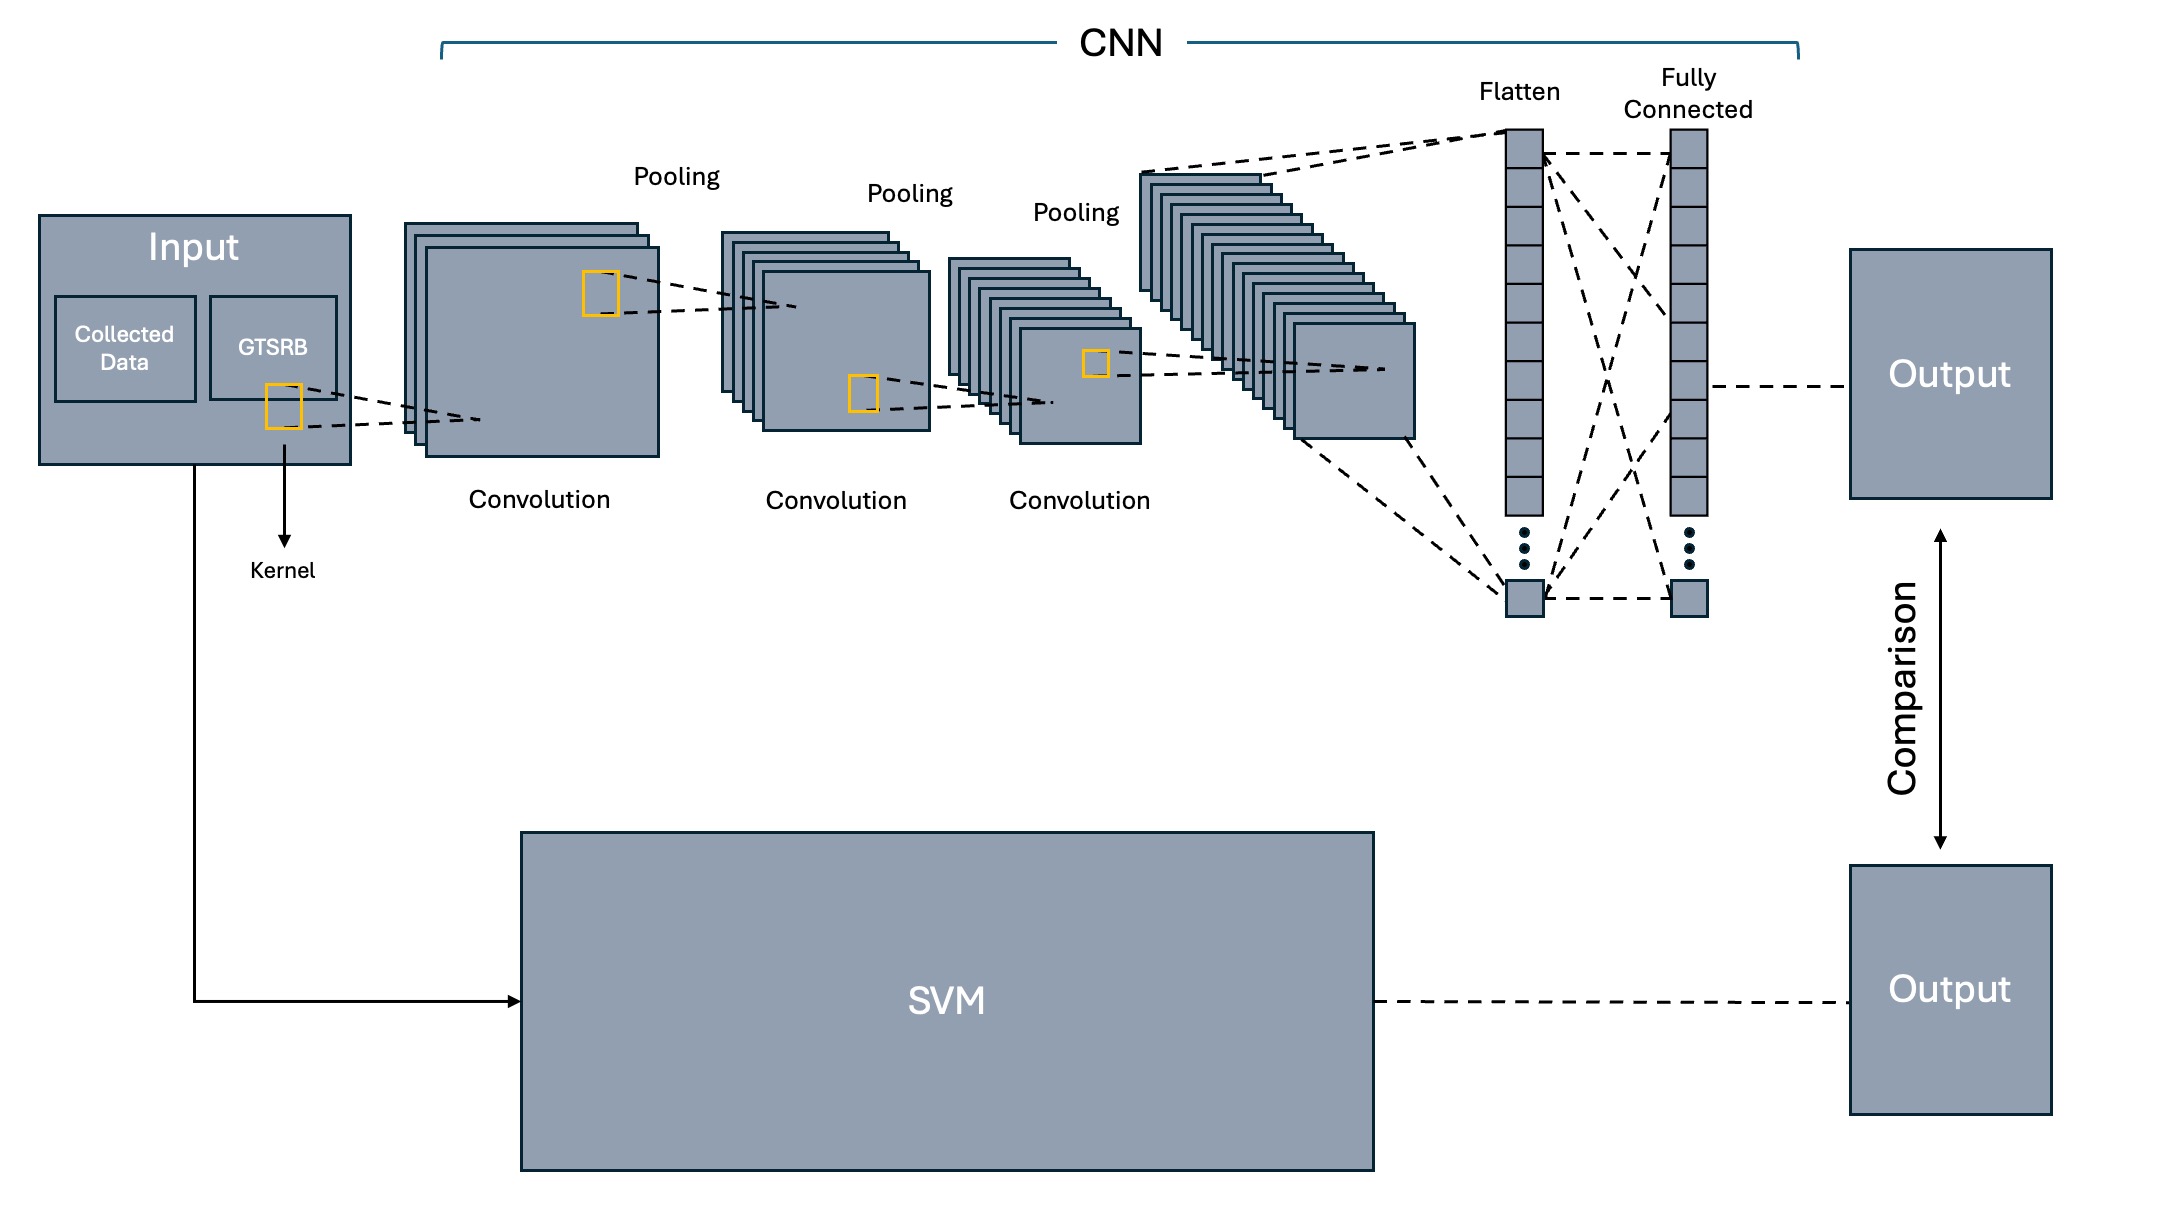 CNN
Flatten
Fully
Connected
Pooling
Pooling
Pooling
Input
Collected
Data
GTSRB
Output
Convolution
Convolution
Convolution
Kernel
Comparison
SVM
Output